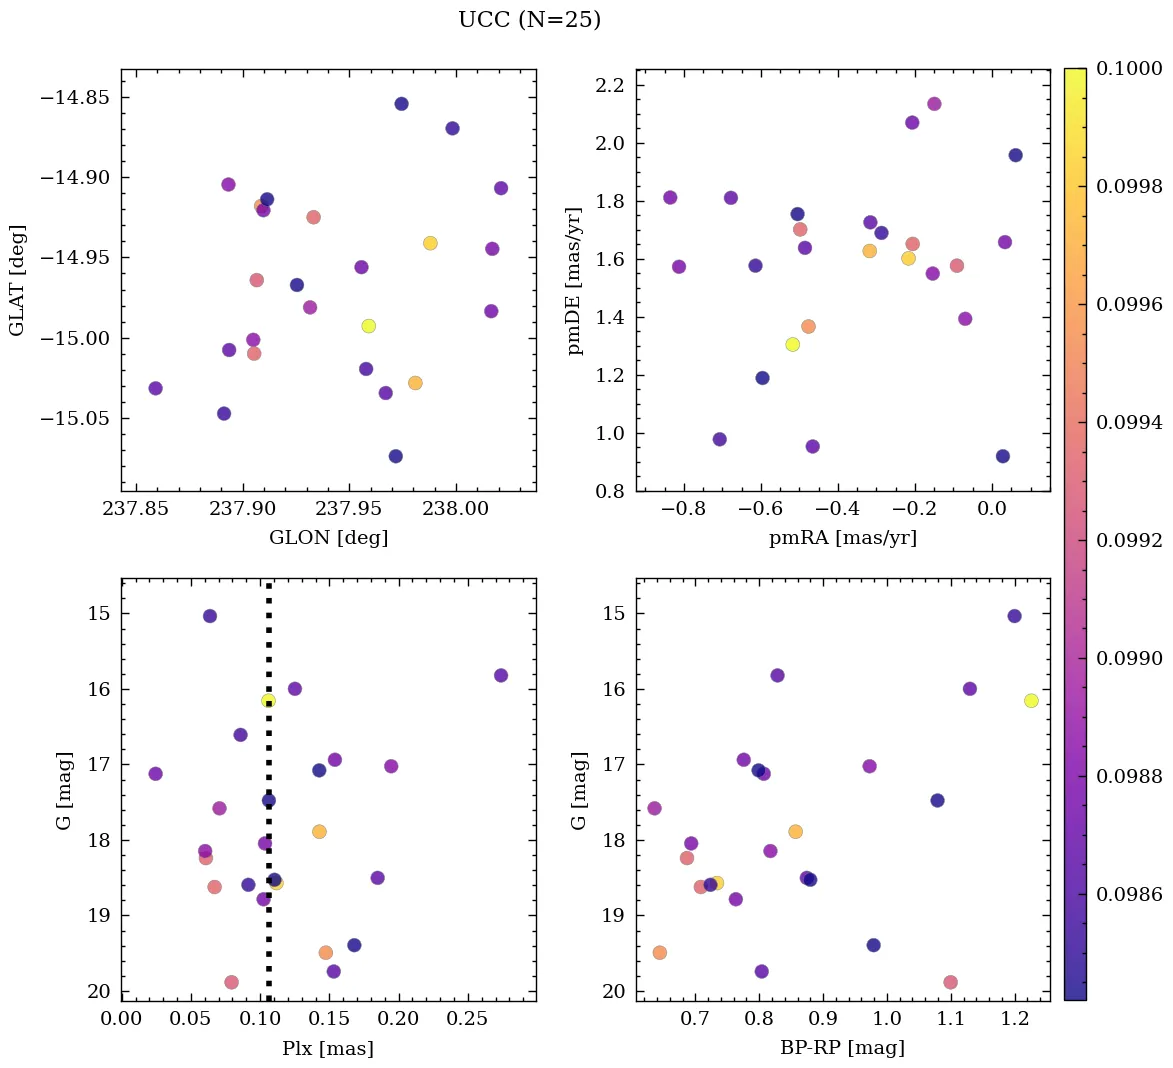 UCC (N=25)
−14.85
−14.90
−14.95
−15.00
−15.05
GLAT [deg]
237.85 237.90 237.95 238.00
GLON [deg]
2.2
2.0
1.8
1.6
1.4
1.2
1.0
0.8
pmDE [mas/yr]
−0.8 −0.6 −0.4 −0.2 0.0
pmRA [mas/yr]
15
16
17
18
19
20
G [mag]
0.00 0.05 0.10 0.15 0.20 0.25
Plx [mas]
15
16
17
18
19
20
G [mag]
0.7 0.8 0.9 1.0 1.1 1.2
BP-RP [mag]
0.1000
0.0998
0.0996
0.0994
0.0992
0.0990
0.0988
0.0986